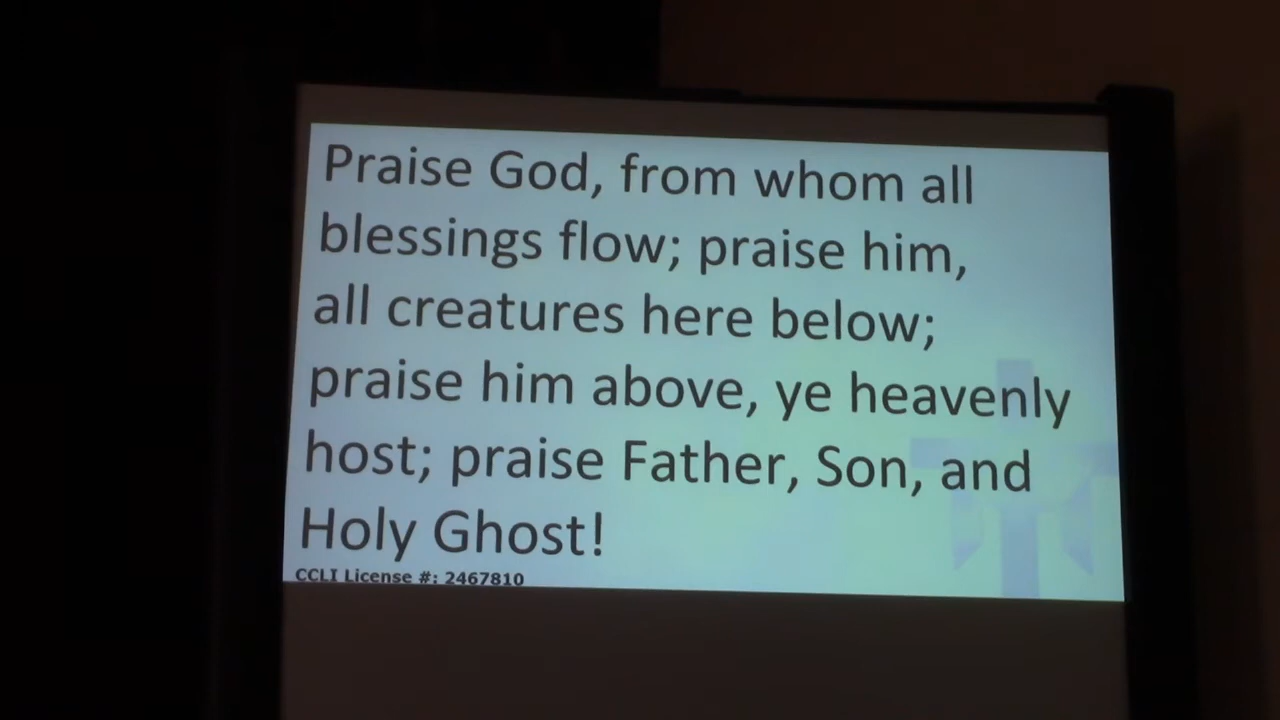 Praise God, from whom all
blessings flow; praise him,
all creatures here below;
praise him above, ye heavenly
host; praise Father, Son, and
Holy Ghost!
CCLI License #: 2467810